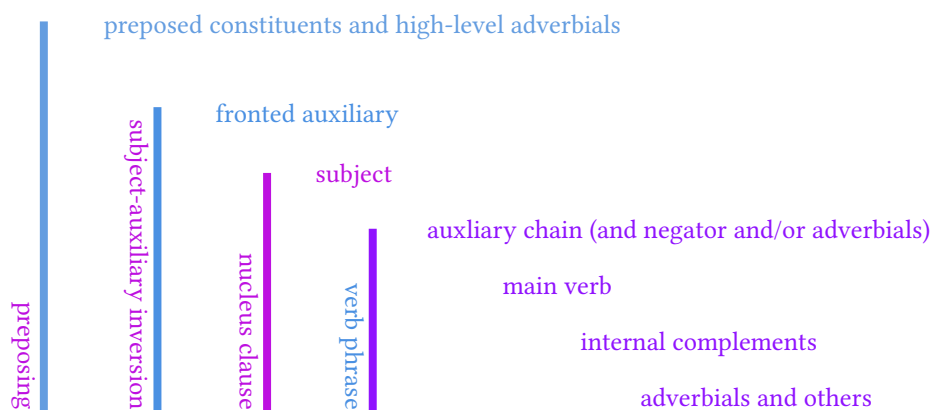 preposed constituents and high-level adverbials
fronted auxiliary
subject
auxliary chain (and negator and/or adverbials)
main verb
internal complements
adverbials and others
preposing
subject-auxiliary inversion
nucleus clause
verb phrase